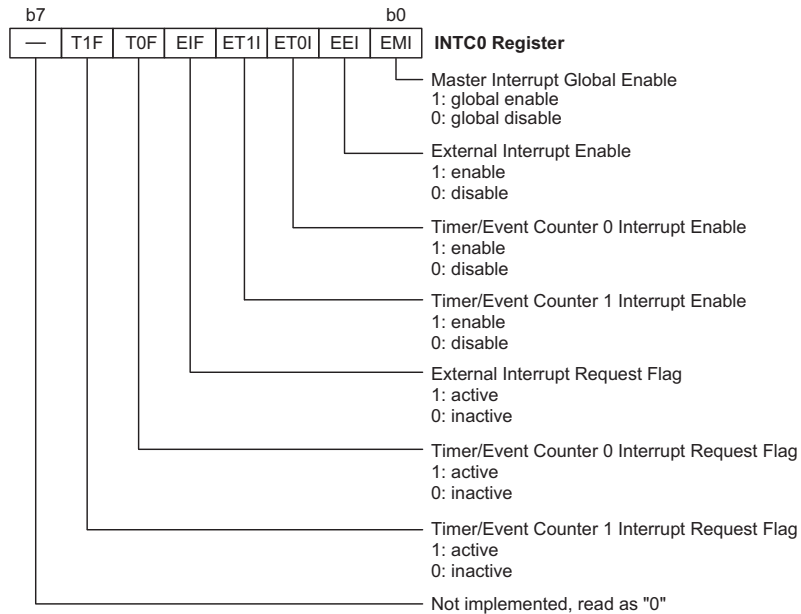 b7 b0
— T1F T0F EIF ET1I ET0I EEI EMI INTC0 Register
Master Interrupt Global Enable
1: global enable
0: global disable
External Interrupt Enable
1: enable
0: disable
Timer/Event Counter 0 Interrupt Enable
1: enable
0: disable
Timer/Event Counter 1 Interrupt Enable
1: enable
0: disable
External Interrupt Request Flag
1: active
0: inactive
Timer/Event Counter 0 Interrupt Request Flag
1: active
0: inactive
Timer/Event Counter 1 Interrupt Request Flag
1: active
0: inactive
Not implemented, read as "0"